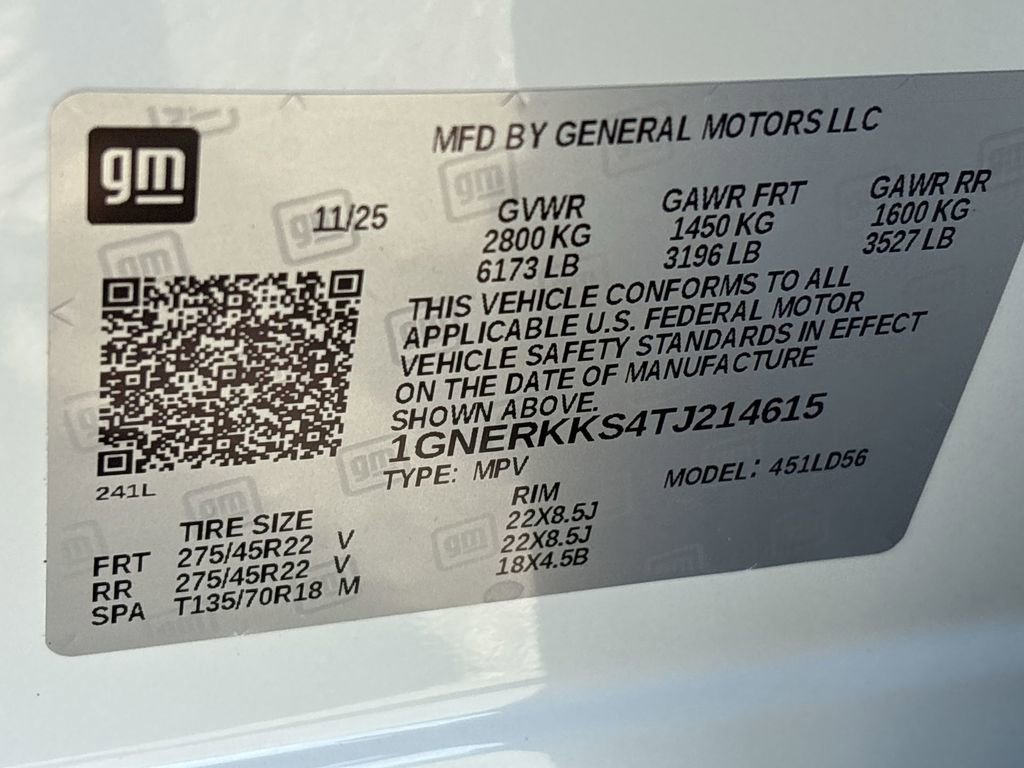 gm
MFD BY GENERAL MOTORS LLC
11/25 GVWR GAWR FRT GAWR RR
2800 KG 1450 KG 1600 KG
6173 LB 3196 LB 3527 LB
THIS VEHICLE CONFORMS TO ALL
APPLICABLE U.S. FEDERAL MOTOR
VEHICLE SAFETY STANDARDS IN EFFECT
ON THE DATE OF MANUFACTURE
SHOWN ABOVE.
1GNERKKS4TJ214615
TYPE: MPV MODEL: 451LD56
241L
TIRE SIZE RIM
FRT 275/45R22 V 22X8.5J
RR 275/45R22 V 22X8.5J
SPA T135/70R18 M 18X4.5B